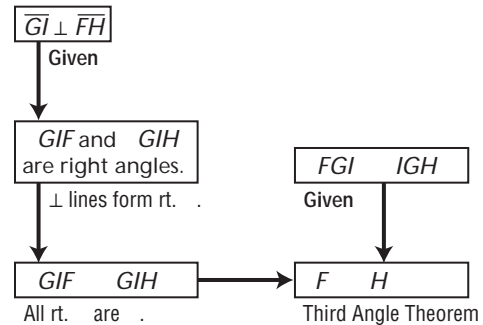 GI ⊥ FH
Given
GIF and GIH
are right angles.
⊥ lines form rt. .
FGI IGH
Given
GIF GIH
All rt. are .
F H
Third Angle Theorem